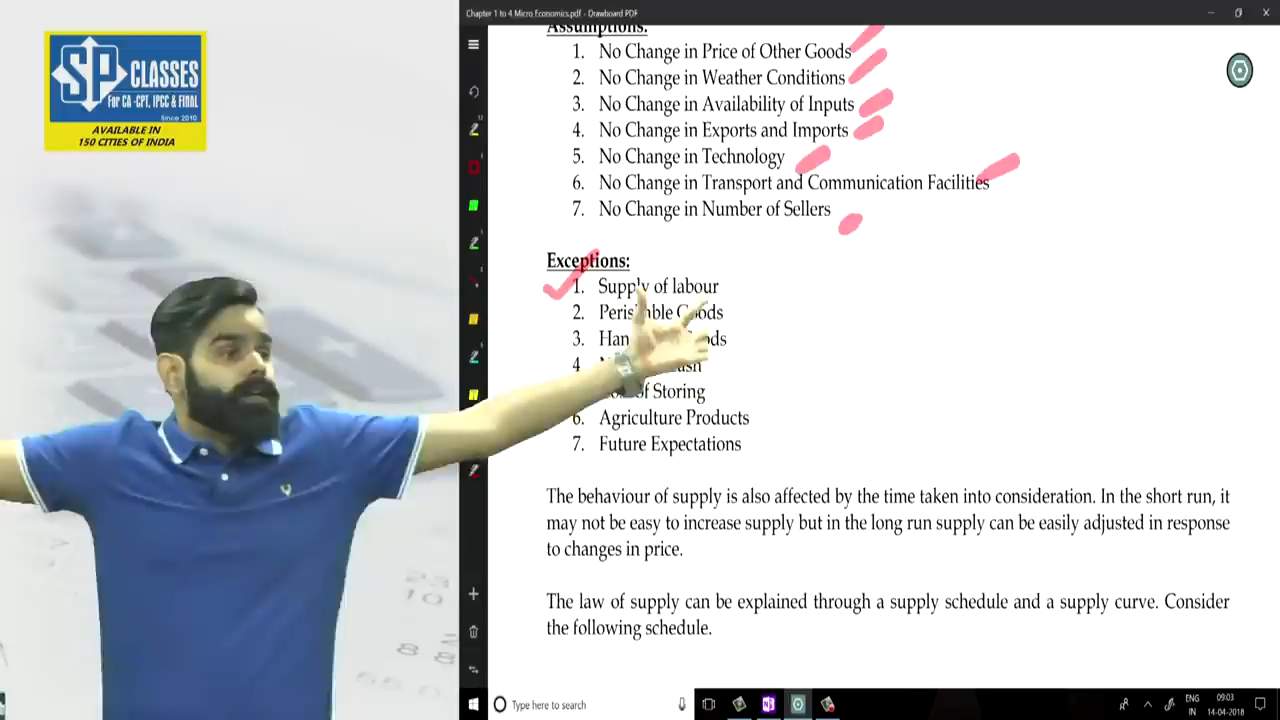 Chapter 1 to 4 Micro Economics.pdf - Drawboard PDF
SP CLASSES
For CA -CPT, IPCC & FINAL
Since 2010
AVAILABLE IN
150 CITIES OF INDIA
Assumptions:
1. No Change in Price of Other Goods
2. No Change in Weather Conditions
3. No Change in Availability of Inputs
4. No Change in Exports and Imports
5. No Change in Technology
6. No Change in Transport and Communication Facilities
7. No Change in Number of Sellers
Exceptions:
1. Supply of labour
2. Goods
3.
4
of Storing
6. Agriculture Products
7. Future Expectations
The behaviour of supply is also affected by the time taken into consideration. In the short run, it
may not be easy to increase supply but in the long run supply can be easily adjusted in response
to changes in price.
The law of supply can be explained through a supply schedule and a supply curve. Consider
the following schedule.
Type here to search
ENG
IN
09:03
14-04-2018